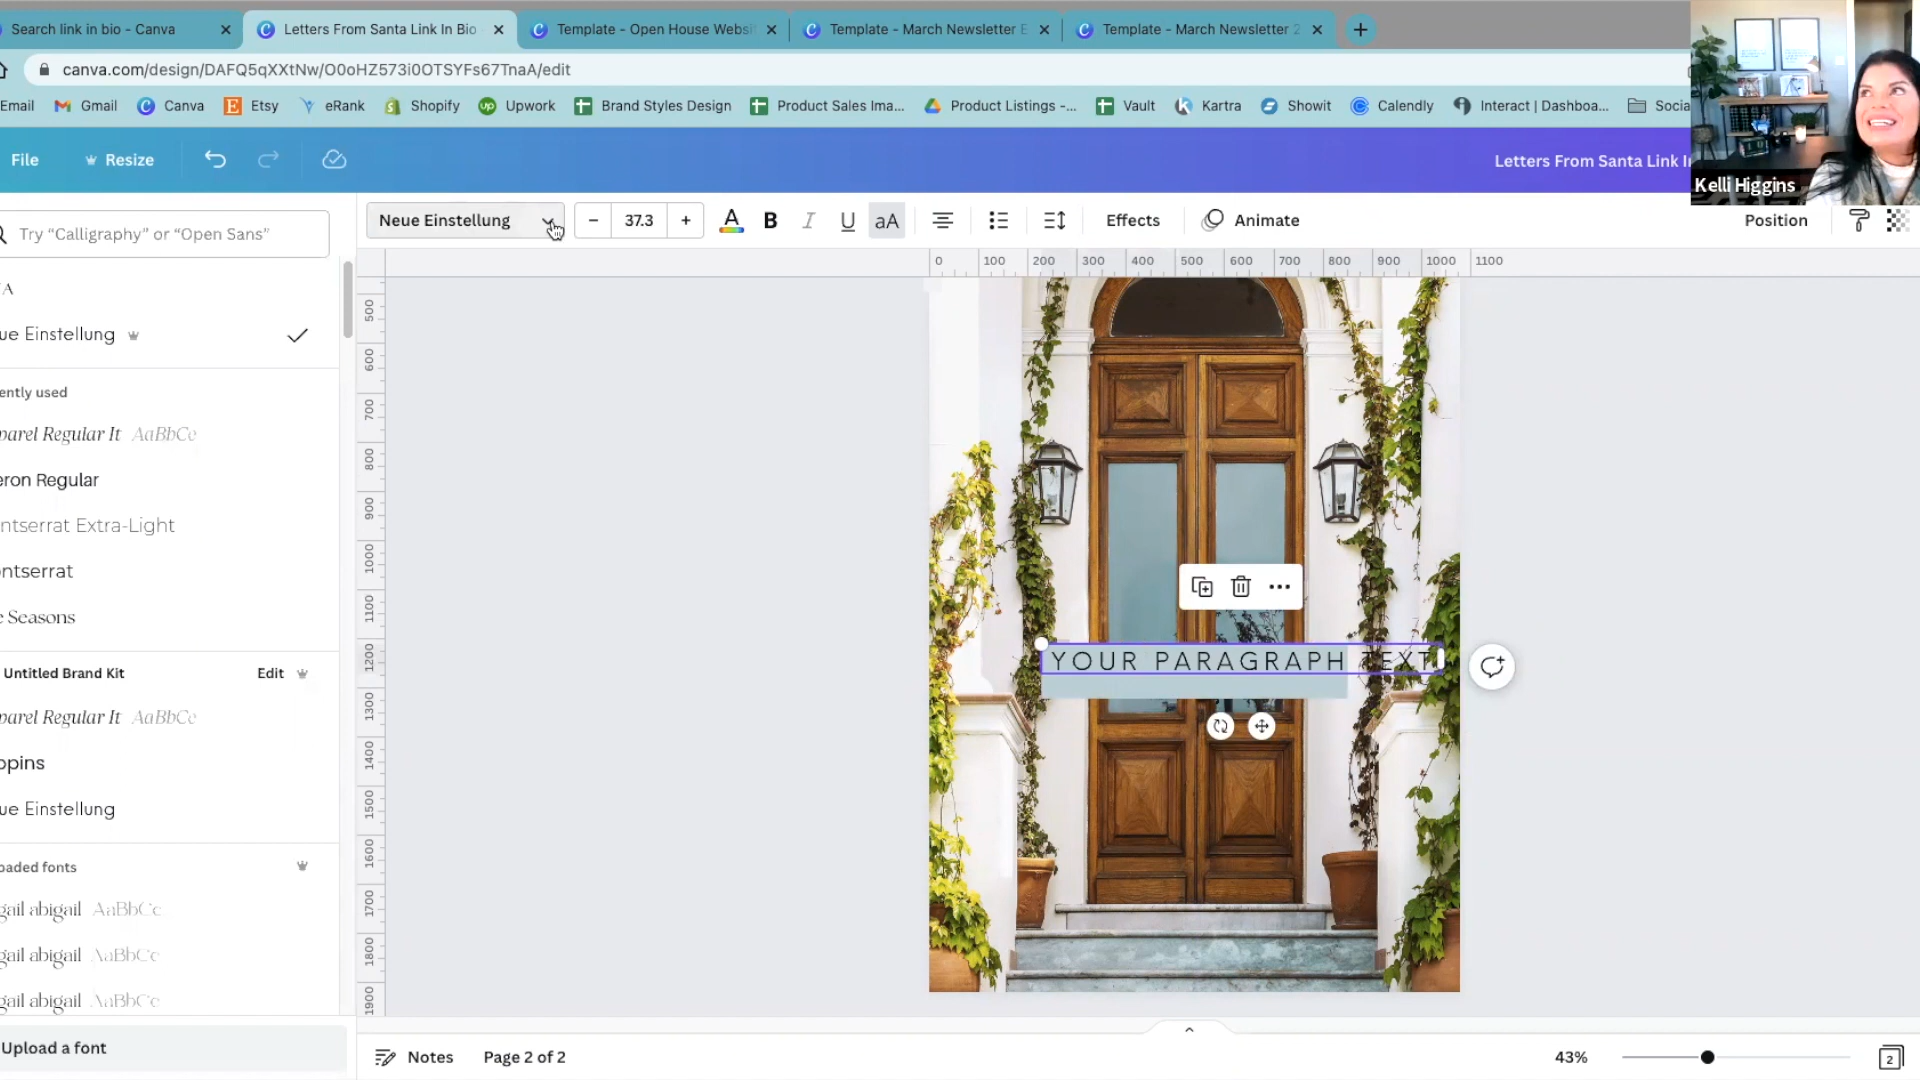 Search link in bio - Canva
Letters From Santa Link In Bio
Template - Open House Websi
Template - March Newsletter E
Template - March Newsletter 2
canva.com/design/DAFQ5qXXtNw/O0oHZ573i0OTSYFs67TnaA/edit
Email Gmail Canva Etsy eRank Shopify Upwork Brand Styles Design Product Sales Ima... Product Listings -... Vault Kartra Showit Calendly Interact | Dashboa... Socia
File Resize Letters From Santa Link I
Kelli Higgins
Try “Calligraphy” or “Open Sans”
Neue Einstellung – 37.3 + A B I U aA Effects Animate Position
0 100 200 300 400 500 600 700 800 900 1000 1100
500
600
700
800
900
1000
1100
1200
1300
1400
1500
1600
1700
1800
1900
A
ue Einstellung
ently used
parel Regular It AaBbCc
eron Regular
ntserrat Extra-Light
ontserrat
e Seasons
Untitled Brand Kit Edit
parel Regular It AaBbCc
ppins
ue Einstellung
oaded fonts
gail abigail AaBbCc
gail abigail AaBbCc
gail abigail AaBbCc
Upload a font
YOUR PARAGRAPH TEXT
Notes Page 2 of 2 43% 2